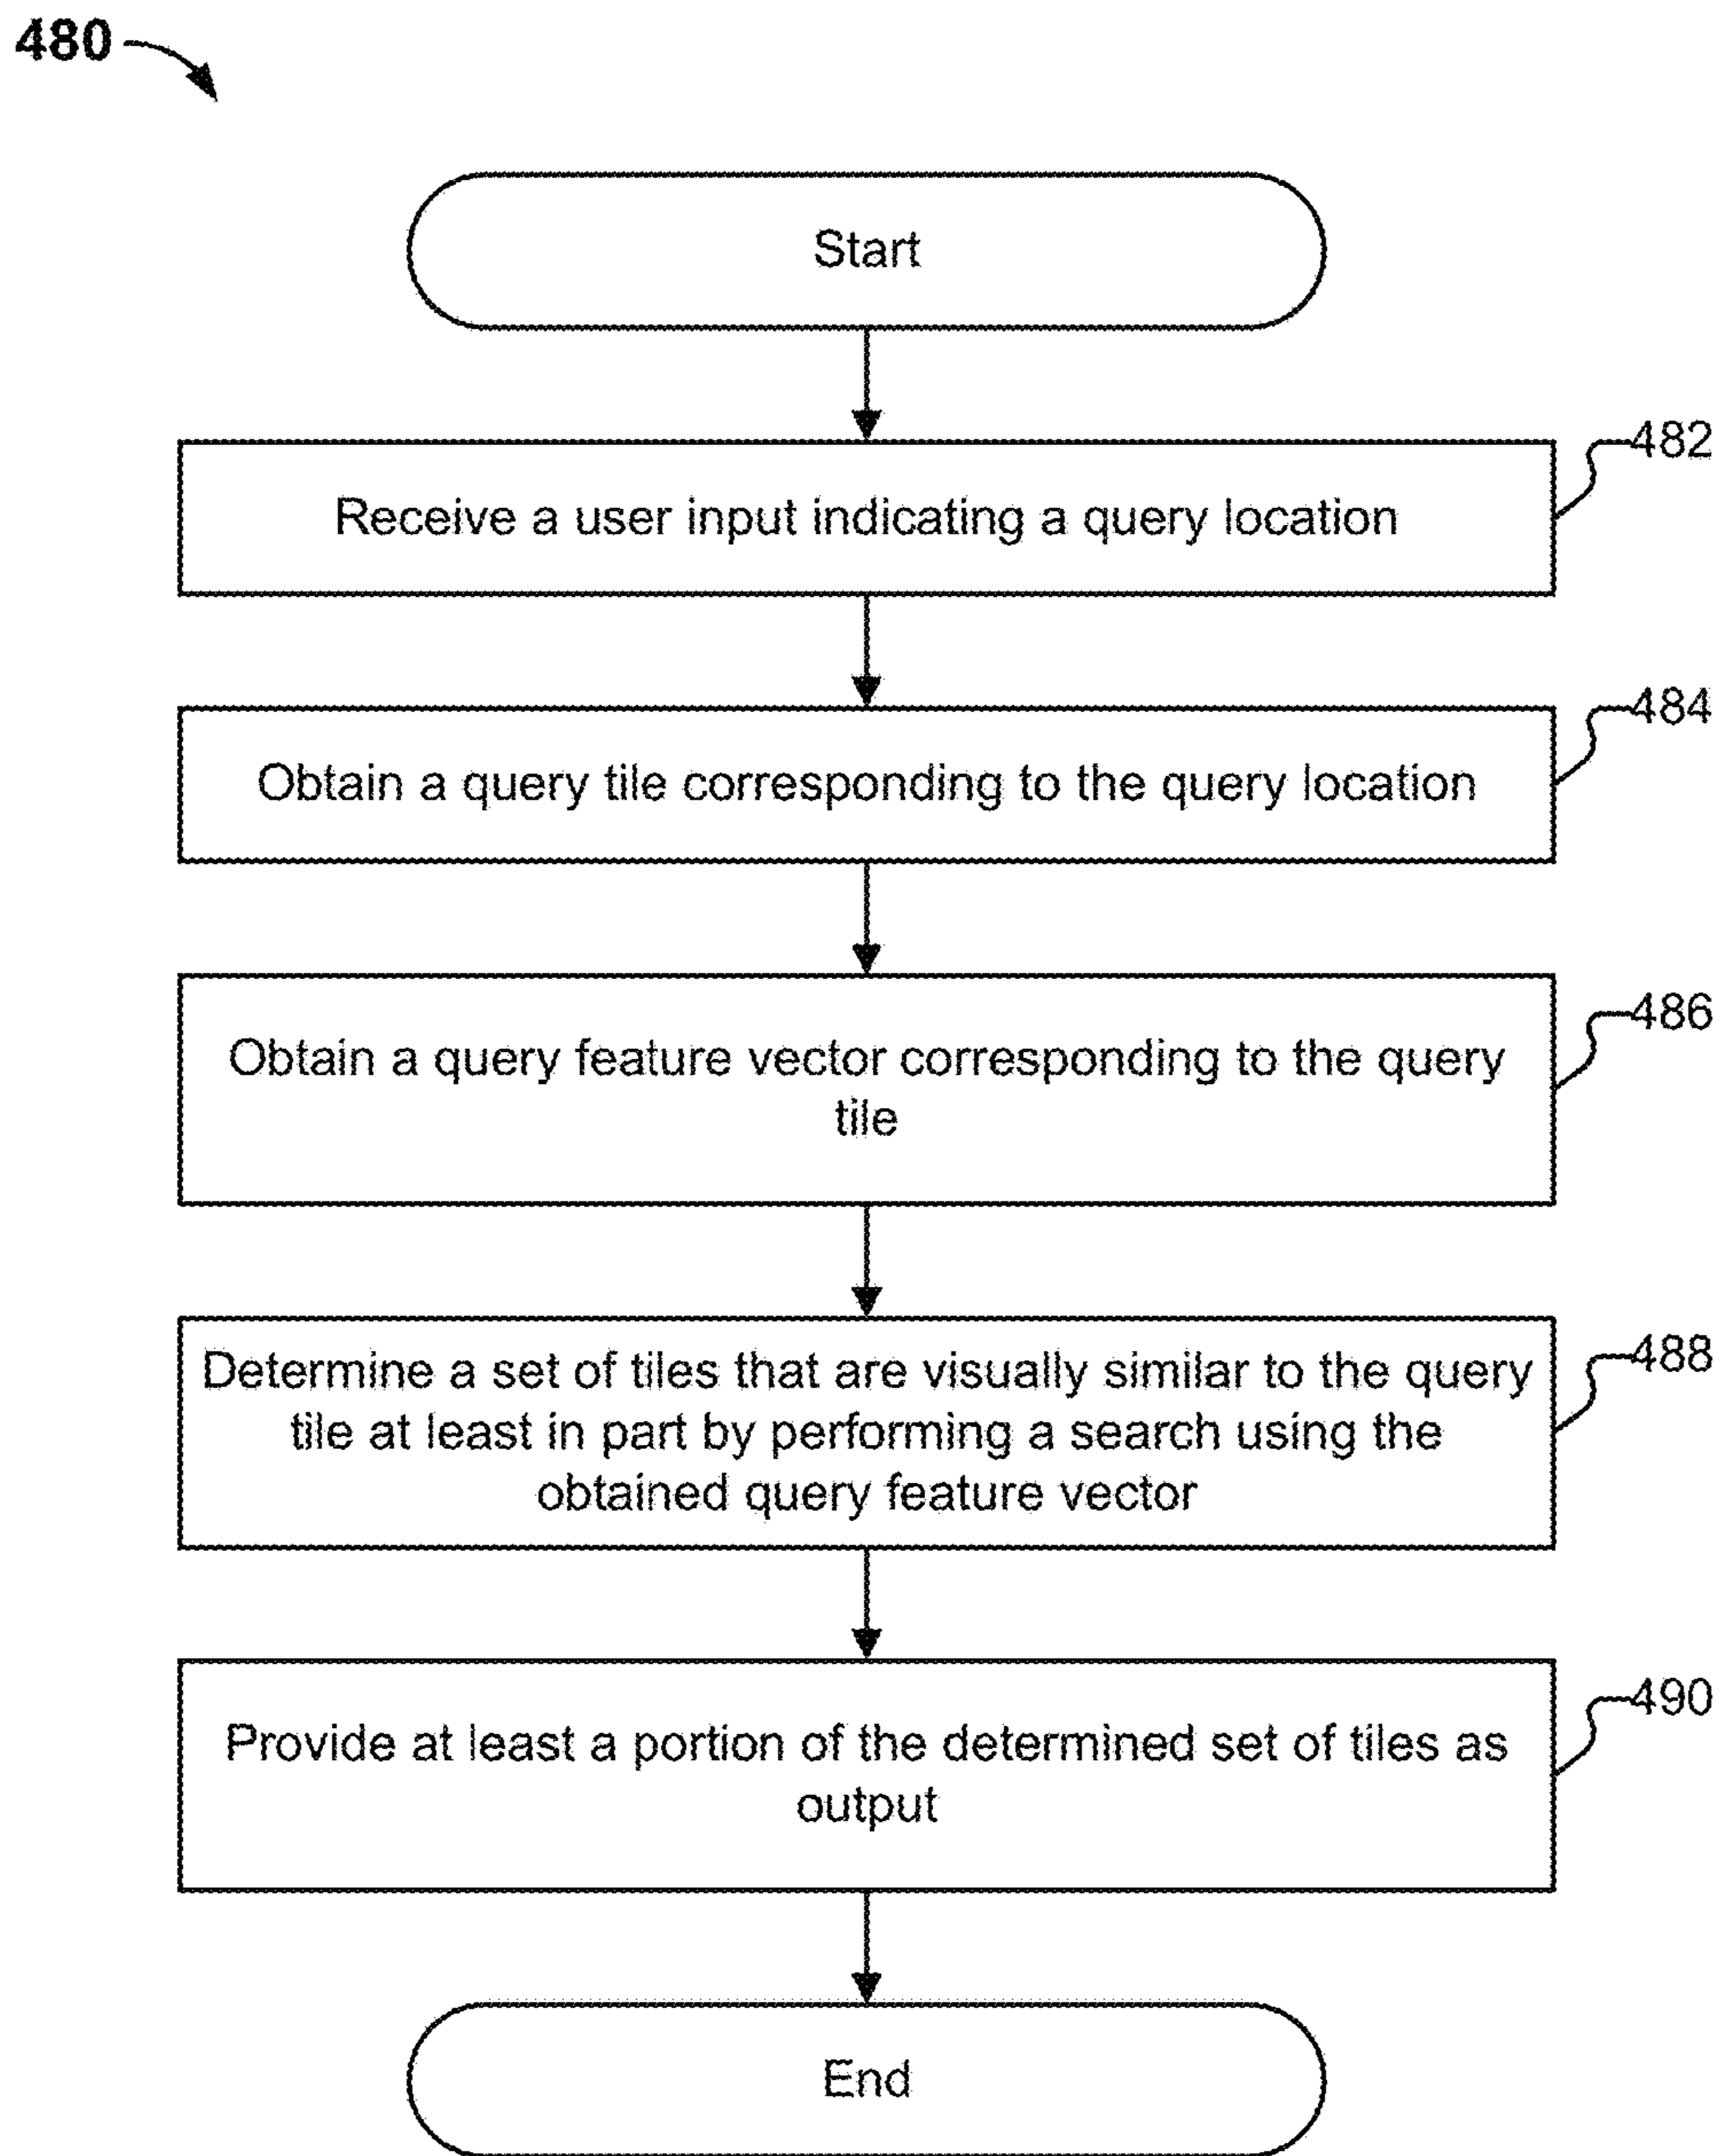 480
Start
482
Receive a user input indicating a query location
484
Obtain a query tile corresponding to the query location
486
Obtain a query feature vector corresponding to the query
tile
488
Determine a set of tiles that are visually similar to the query
tile at least in part by performing a search using the
obtained query feature vector
490
Provide at least a portion of the determined set of tiles as
output
End